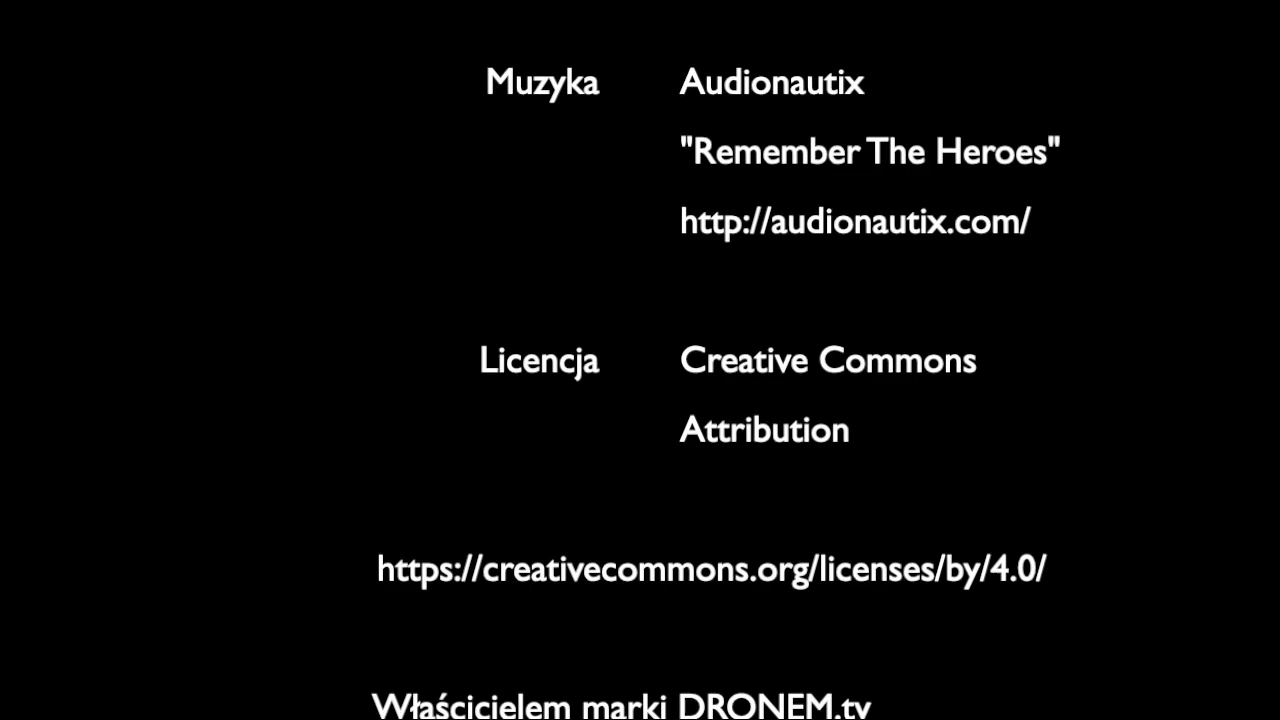 Muzyka Audionautix
"Remember The Heroes"
http://audionautix.com/
Licencja Creative Commons
Attribution
https://creativecommons.org/licenses/by/4.0/
Właścicielem marki DRONEM.tv